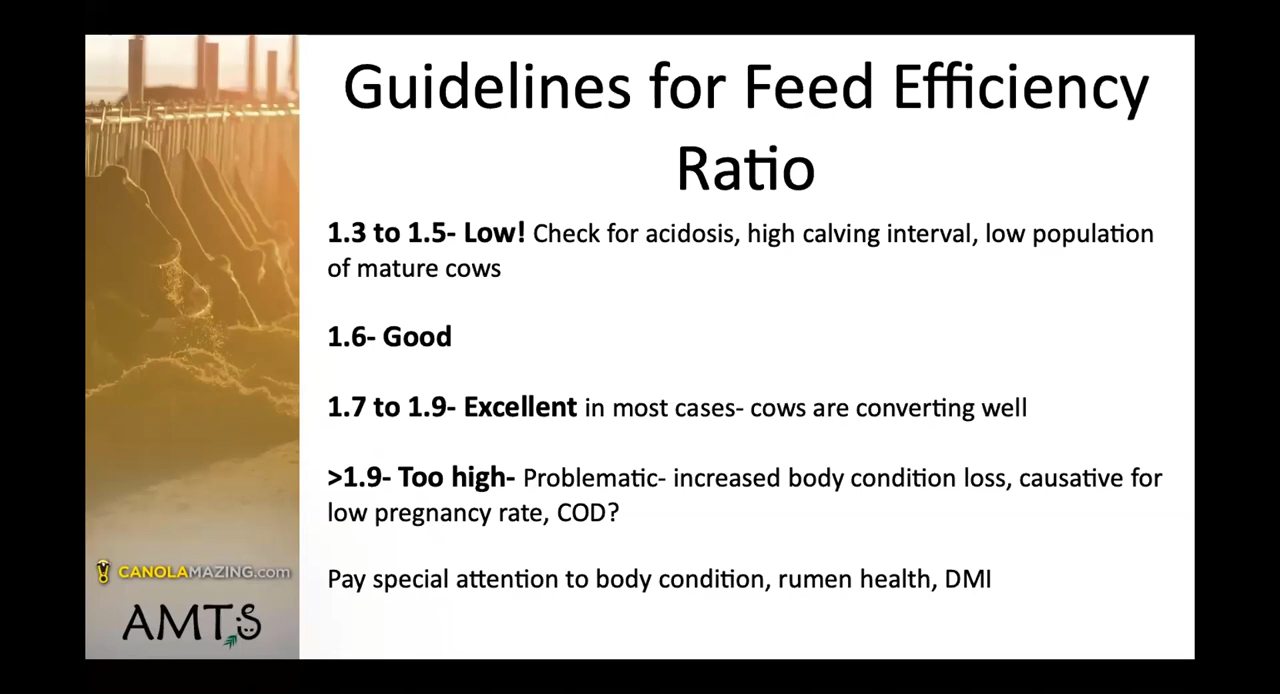 Guidelines for Feed Efficiency
Ratio
1.3 to 1.5- Low! Check for acidosis, high calving interval, low population
of mature cows
1.6- Good
1.7 to 1.9- Excellent in most cases- cows are converting well
>1.9- Too high- Problematic- increased body condition loss, causative for
low pregnancy rate, COD?
Pay special attention to body condition, rumen health, DMI
CANOLAMAZING.com
AMTS